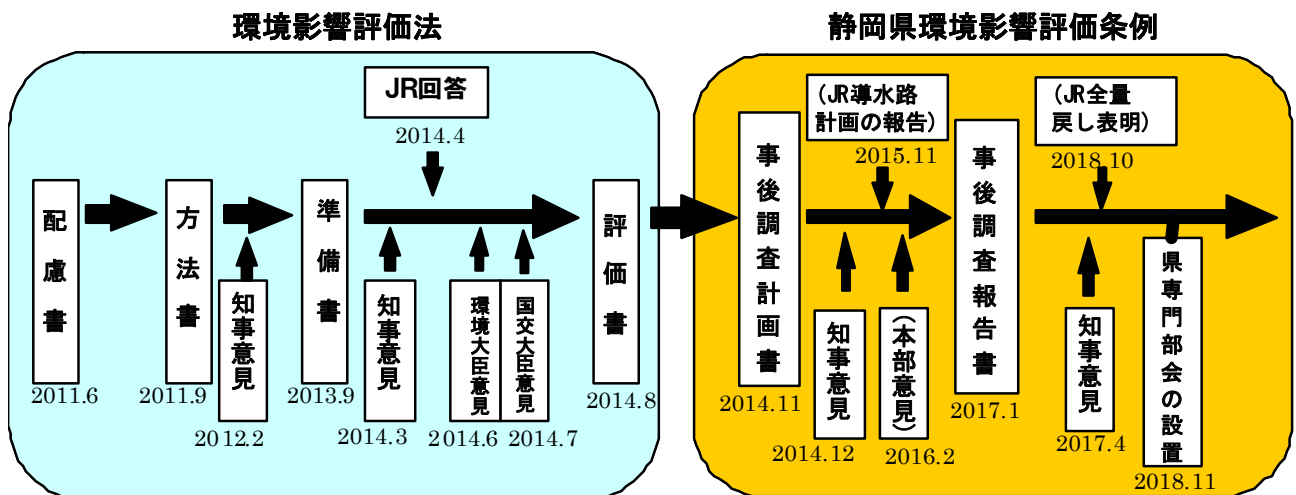 環境影響評価法
静岡県環境影響評価条例
JR回答
2014.4
配慮書
2011.6
方法書
2011.9
知事意見
2012.2
準備書
2013.9
知事意見
2014.3
環境大臣意見
2014.6
国交大臣意見
2014.7
評価書
2014.8
事後調査計画書
2014.11
(JR導水路
計画の報告)
2015.11
知事意見
2014.12
(本部意見)
2016.2
事後調査報告書
2017.1
(JR全量
戻し表明)
2018.10
知事意見
2017.4
県専門部会の設置
2018.11